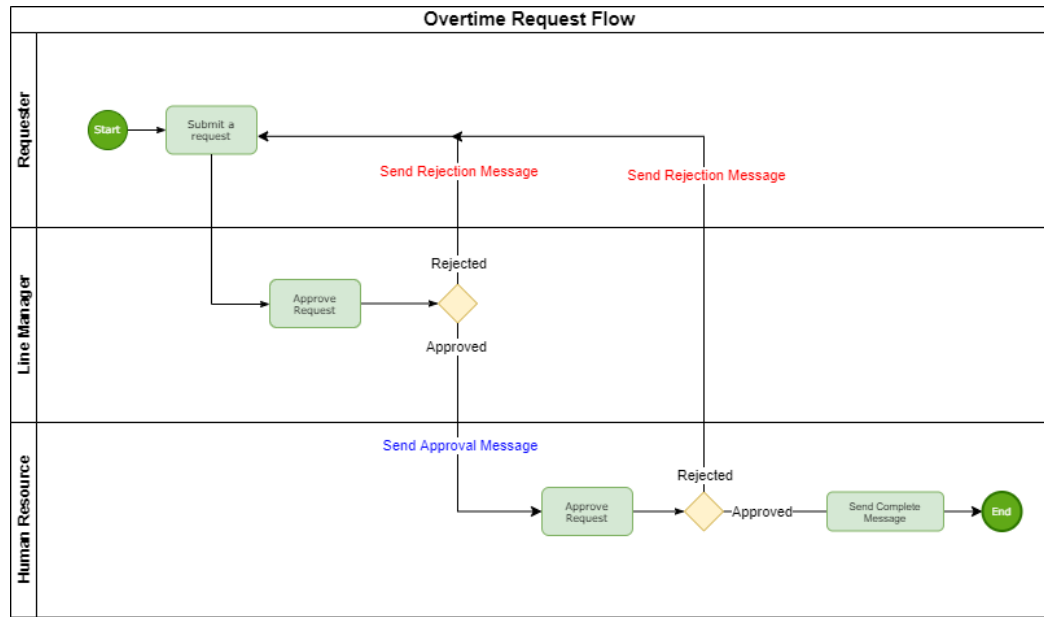 Overtime Request Flow
Requester
Start
Submit a
request
Send Rejection Message
Send Rejection Message
Line Manager
Approve
Request
Rejected
Approved
Human Resource
Send Approval Message
Approve
Request
Rejected
Approved
Send Complete
Message
End